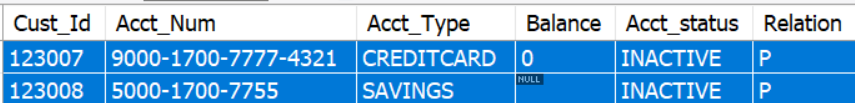 Cust_Id Acct_Num Acct_Type Balance Acct_status Relation
123007 9000-1700-7777-4321 CREDITCARD 0 INACTIVE P
123008 5000-1700-7755 SAVINGS NULL INACTIVE P